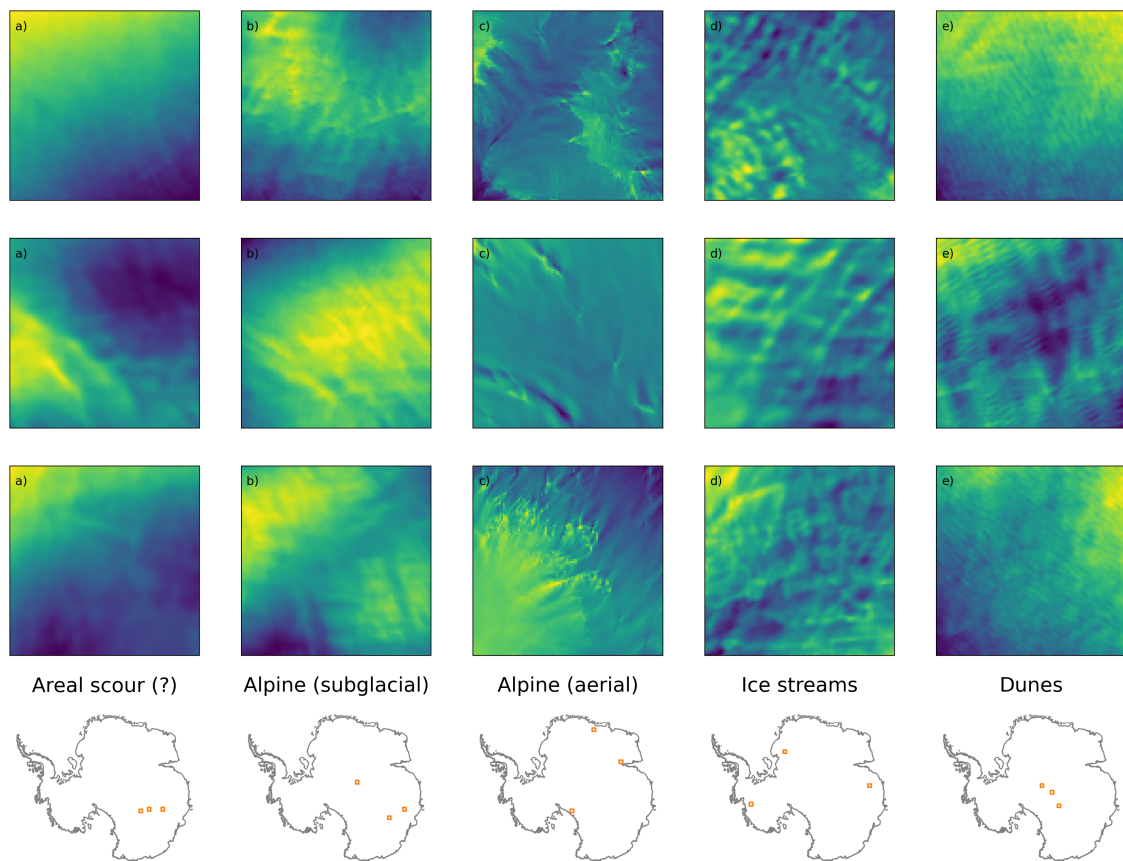 a) b) c) d) e)
a) b) c) d) e)
a) b) c) d) e)
Areal scour (?) Alpine (subglacial) Alpine (aerial) Ice streams Dunes